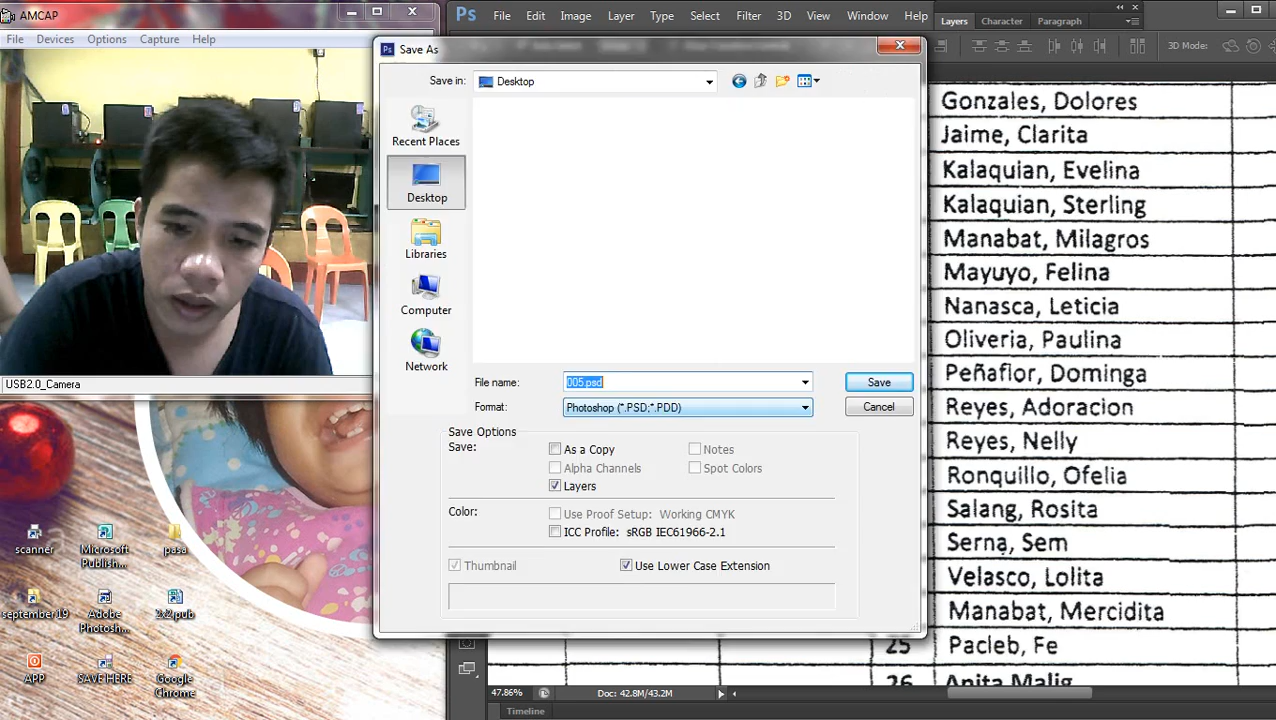 AMCAP
File Devices Options Capture Help
USB2.0_Camera
scanner
Microsoft Publish...
pasa
september19
Adobe Photosh...
2x2.pub
APP
SAVE HERE
Google Chrome
Ps File Edit Image Layer Type Select Filter 3D View Window Help
Layers Character Paragraph
3D Mode:
Save As
Save in: Desktop
Recent Places
Desktop
Libraries
Computer
Network
File name: 005.psd Save
Format: Photoshop (*.PSD;*.PDD) Cancel
Save Options
Save: As a Copy Notes
Alpha Channels Spot Colors
Layers
Color: Use Proof Setup: Working CMYK
ICC Profile: sRGB IEC61966-2.1
Thumbnail Use Lower Case Extension
Gonzales, Dolores
Jaime, Clarita
Kalaquian, Evelina
Kalaquian, Sterling
Manabat, Milagros
Mayuyo, Felina
Nanasca, Leticia
Oliveria, Paulina
Peñaflor, Dominga
Reyes, Adoracion
Reyes, Nelly
Ronquillo, Ofelia
Salang, Rosita
Serna, Sem
Velasco, Lolita
Manabat, Mercidita
25 Pacleb, Fe
26 Anita Malig
47.86% Doc: 42.8M/43.2M
Timeline